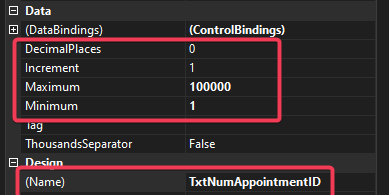 Data
(DataBindings) (ControlBindings)
DecimalPlaces 0
Increment 1
Maximum 100000
Minimum 1
Tag
ThousandsSeparator False
Design
(Name) TxtNumAppointmentID